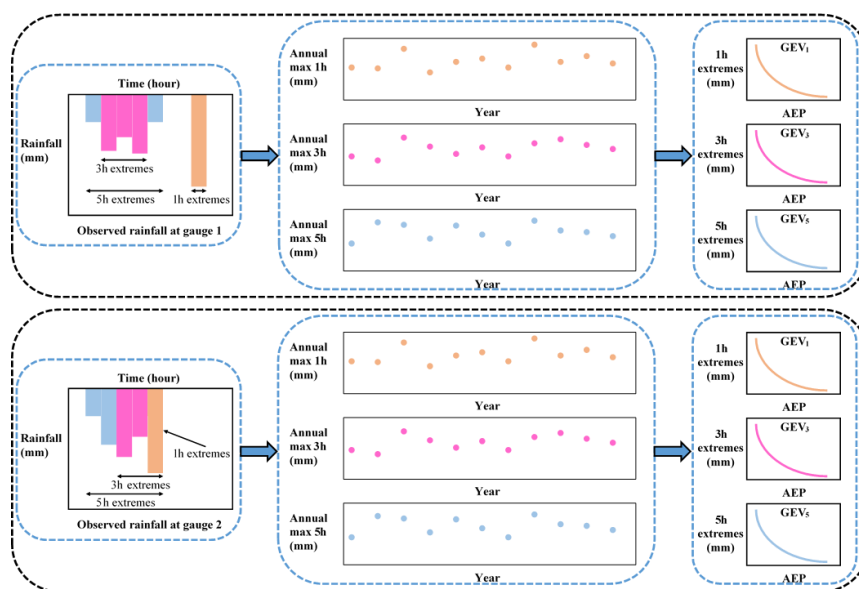 Time (hour)
Rainfall
(mm)
3h extremes
5h extremes
1h extremes
Observed rainfall at gauge 1
Annual
max 1h
(mm)
Year
Annual
max 3h
(mm)
Year
Annual
max 5h
(mm)
Year
1h
extremes
(mm)
GEV₁
AEP
3h
extremes
(mm)
GEV₃
AEP
5h
extremes
(mm)
GEV₅
AEP
Time (hour)
Rainfall
(mm)
1h extremes
3h extremes
5h extremes
Observed rainfall at gauge 2
Annual
max 1h
(mm)
Year
Annual
max 3h
(mm)
Year
Annual
max 5h
(mm)
Year
1h
extremes
(mm)
GEV₁
AEP
3h
extremes
(mm)
GEV₃
AEP
5h
extremes
(mm)
GEV₅
AEP